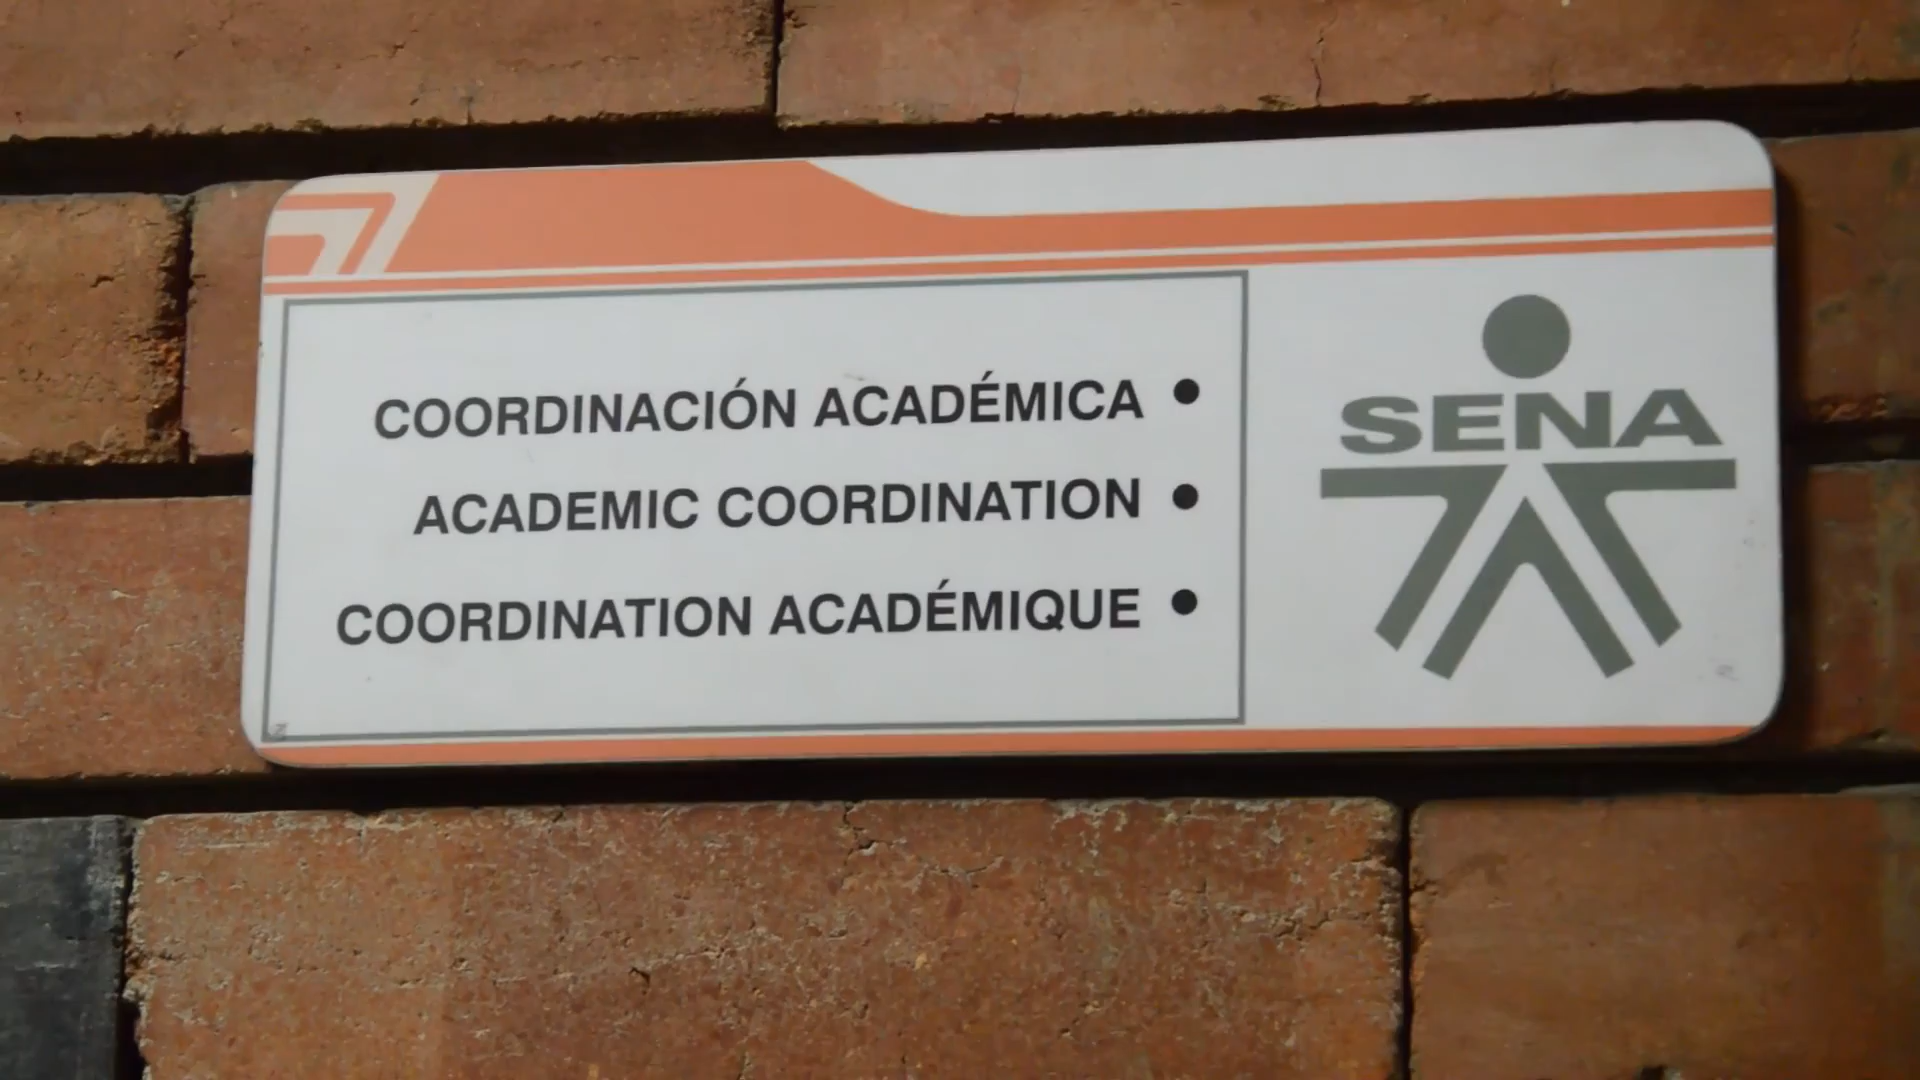 COORDINACIÓN ACADÉMICA •
ACADEMIC COORDINATION •
COORDINATION ACADÉMIQUE •
SENA